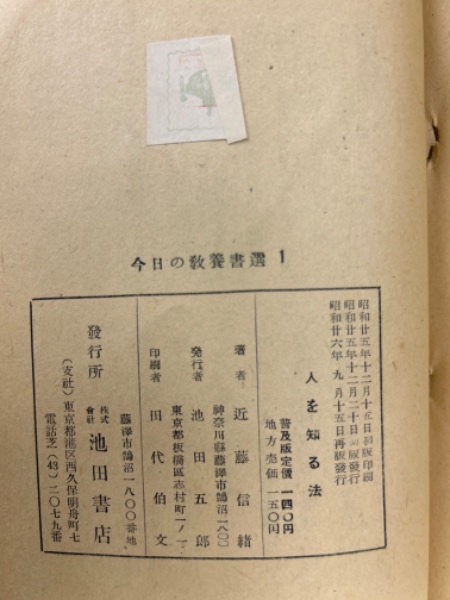 今日の教養書選 1
昭和廿五年十二月十五日初版印刷
昭和廿五年十二月二十日初版發行
昭和廿六年 九月十五日再版發行
人を知る法
普及版定價 一四〇円
地方売価 一五〇円
著者 近藤信緒
神奈川縣藤澤市鵠沼一八〇〇
発行者 池田五郎
東京都板橋區志村町一ノ一
印刷者 田代伯文
藤澤市鵠沼一八〇〇番地
發行所 株式會社 池田書店
(支社)東京都港区西久保明舟町七
電話芝(43)二〇七九番